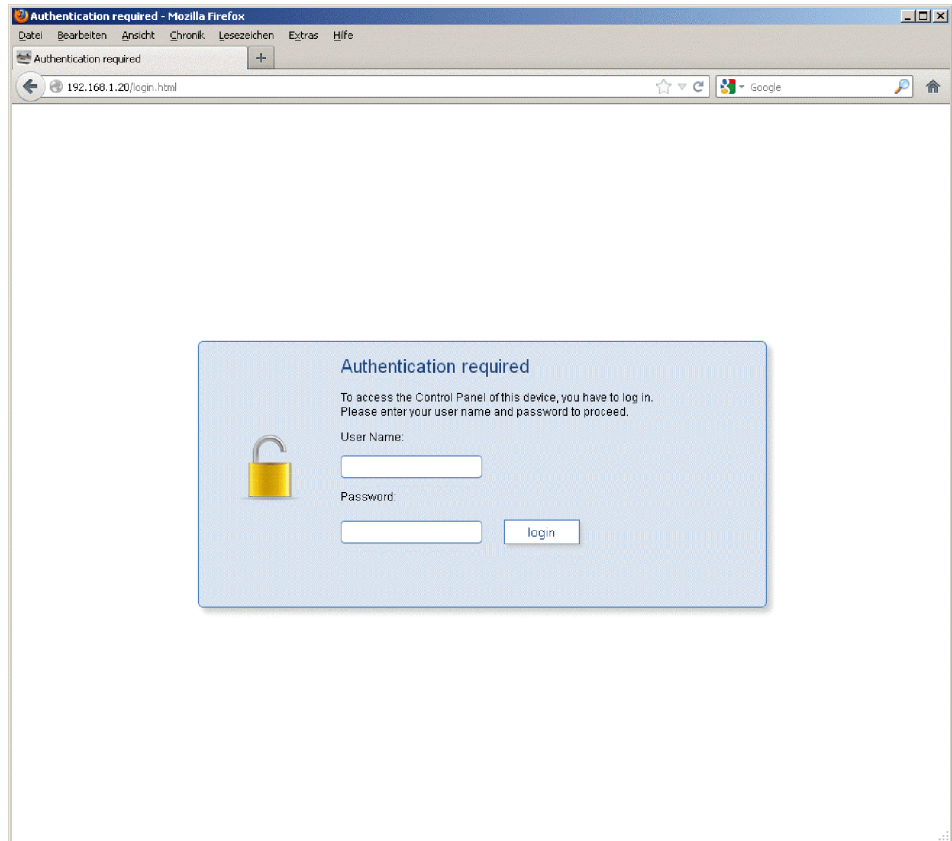 Authentication required - Mozilla Firefox
Datei Bearbeiten Ansicht Chronik Lesezeichen Extras Hilfe
Authentication required +
192.168.1.20/login.html Google
Authentication required
To access the Control Panel of this device, you have to log in.
Please enter your user name and password to proceed.
User Name:
Password:
login